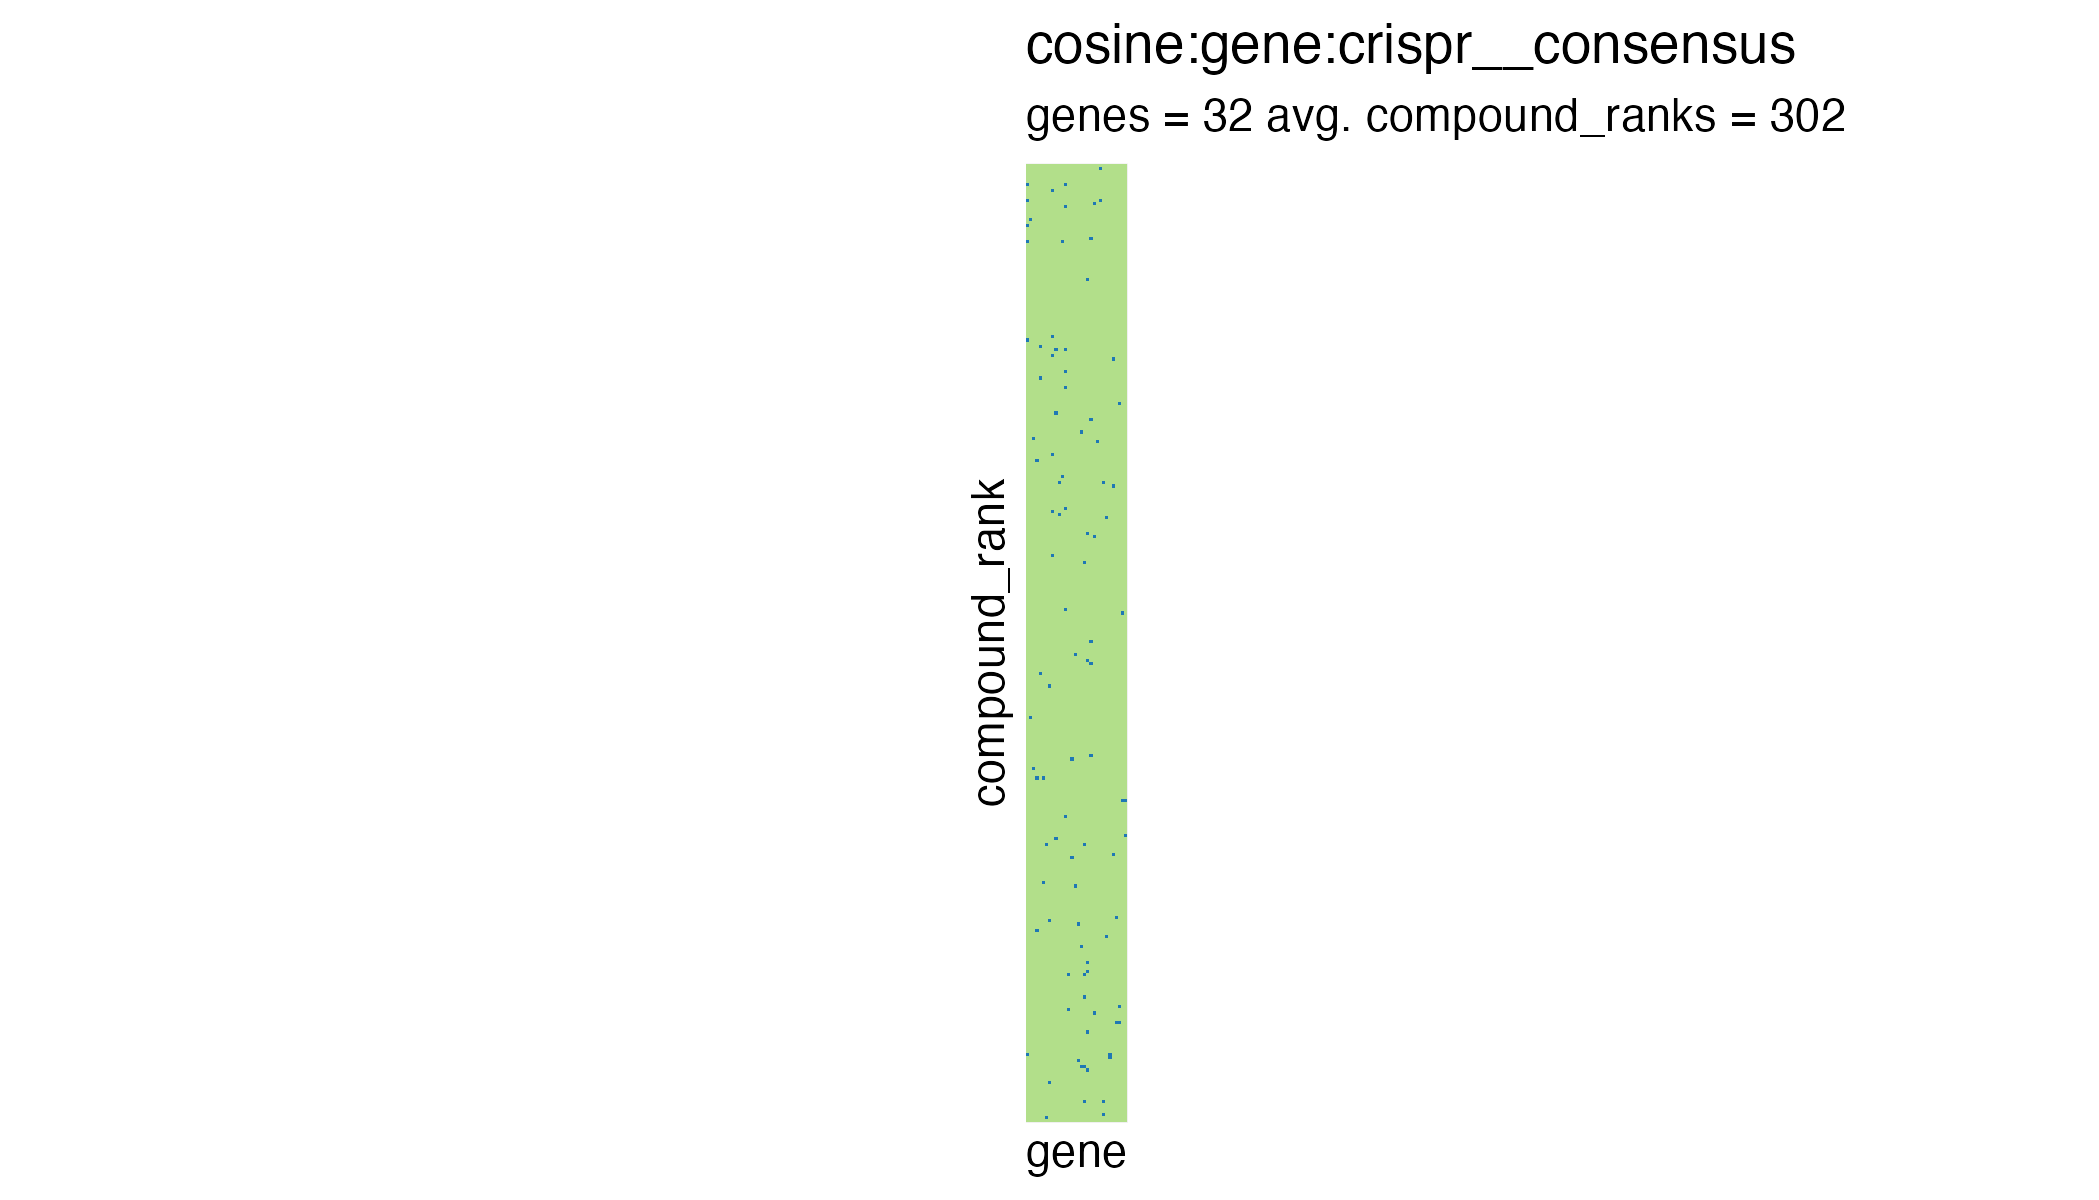 cosine:gene:crispr__consensus
genes = 32 avg. compound_ranks = 302
compound_rank
gene